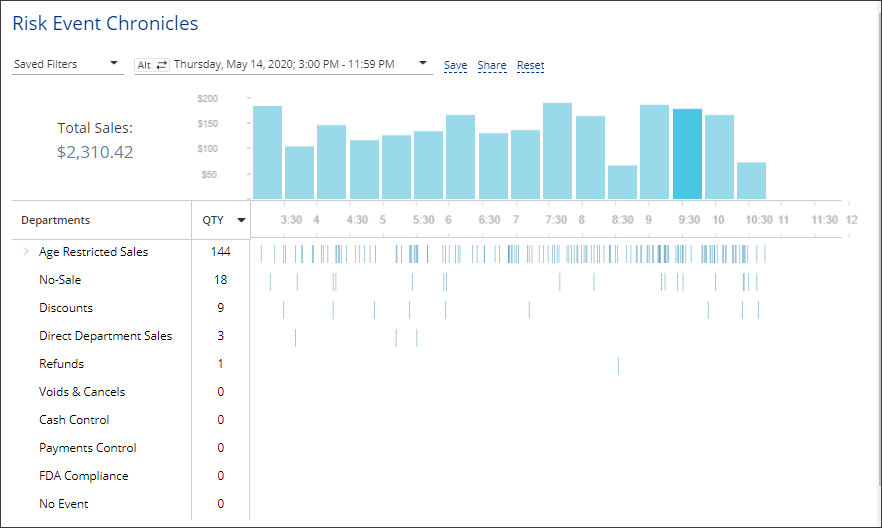 Risk Event Chronicles
Saved Filters Alt Thursday, May 14, 2020; 3:00 PM - 11:59 PM Save Share Reset
$200
$150
$100
$50
Total Sales:
$2,310.42
Departments QTY 3:30 4 4:30 5 5:30 6 6:30 7 7:30 8 8:30 9 9:30 10 10:30 11 11:30 12
Age Restricted Sales 144
No-Sale 18
Discounts 9
Direct Department Sales 3
Refunds 1
Voids & Cancels 0
Cash Control 0
Payments Control 0
FDA Compliance 0
No Event 0